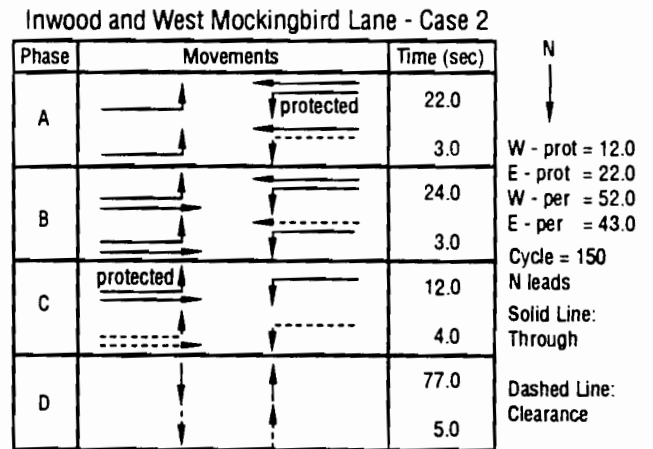 Inwood and West Mockingbird Lane - Case 2
Phase Movements Time (sec)
A protected 22.0
3.0
B 24.0
3.0
C protected 12.0
4.0
D 77.0
5.0
N
W - prot = 12.0
E - prot = 22.0
W - per = 52.0
E - per = 43.0
Cycle = 150
N leads
Solid Line:
Through
Dashed Line:
Clearance